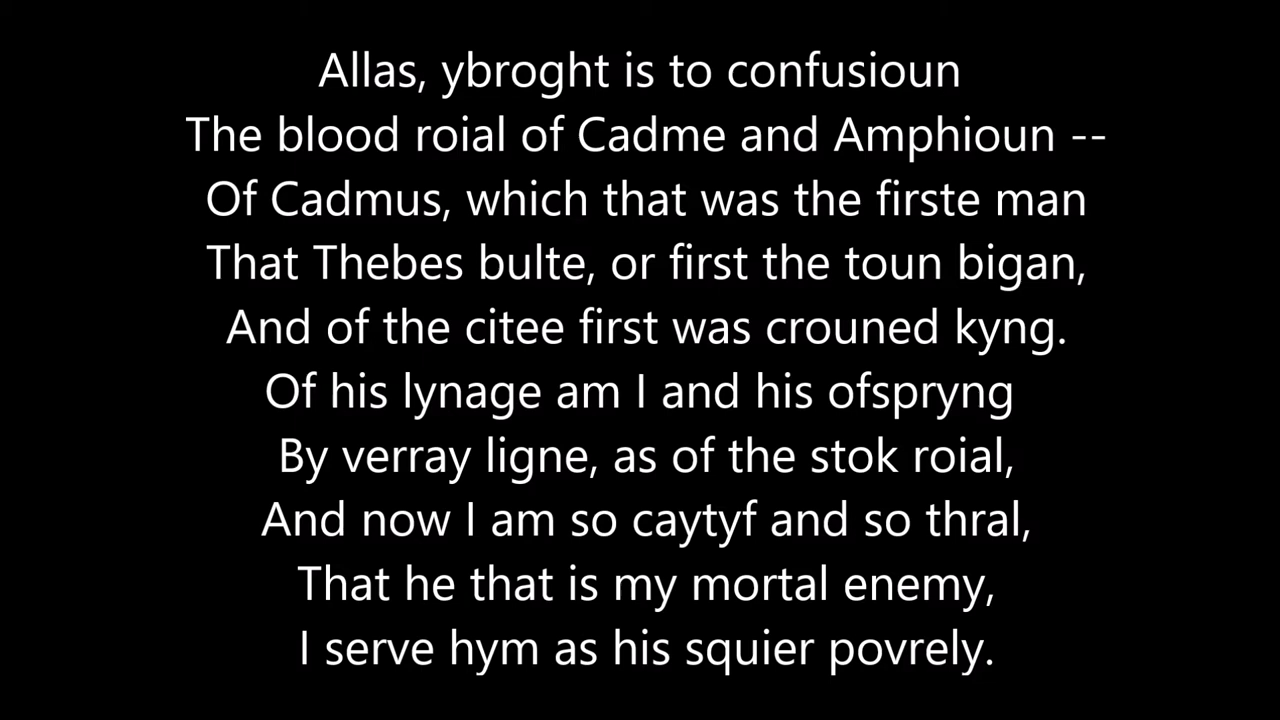 Allas, ybroght is to confusioun
The blood roial of Cadme and Amphioun --
Of Cadmus, which that was the firste man
That Thebes bulte, or first the toun bigan,
And of the citee first was crouned kyng.
Of his lynage am I and his ofspryng
By verray ligne, as of the stok roial,
And now I am so caytyf and so thral,
That he that is my mortal enemy,
I serve hym as his squier povrely.